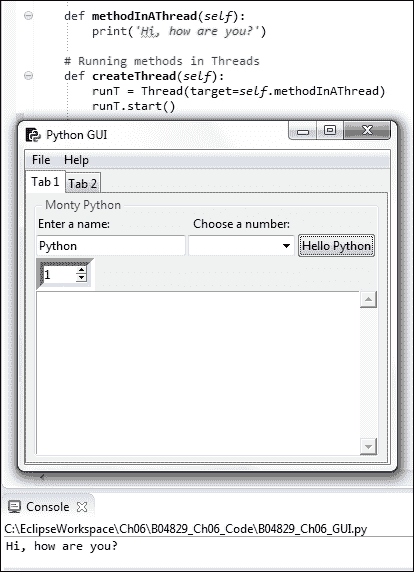 def methodInAThread(self):
print('Hi, how are you?')
# Running methods in Threads
def createThread(self):
runT = Thread(target=self.methodInAThread)
runT.start()
Python GUI
File Help
Tab 1 Tab 2
Monty Python
Enter a name: Choose a number:
Python Hello Python
1
Console
C:\EclipseWorkspace\Ch06\B04829_Ch06_Code\B04829_Ch06_GUI.py
Hi, how are you?